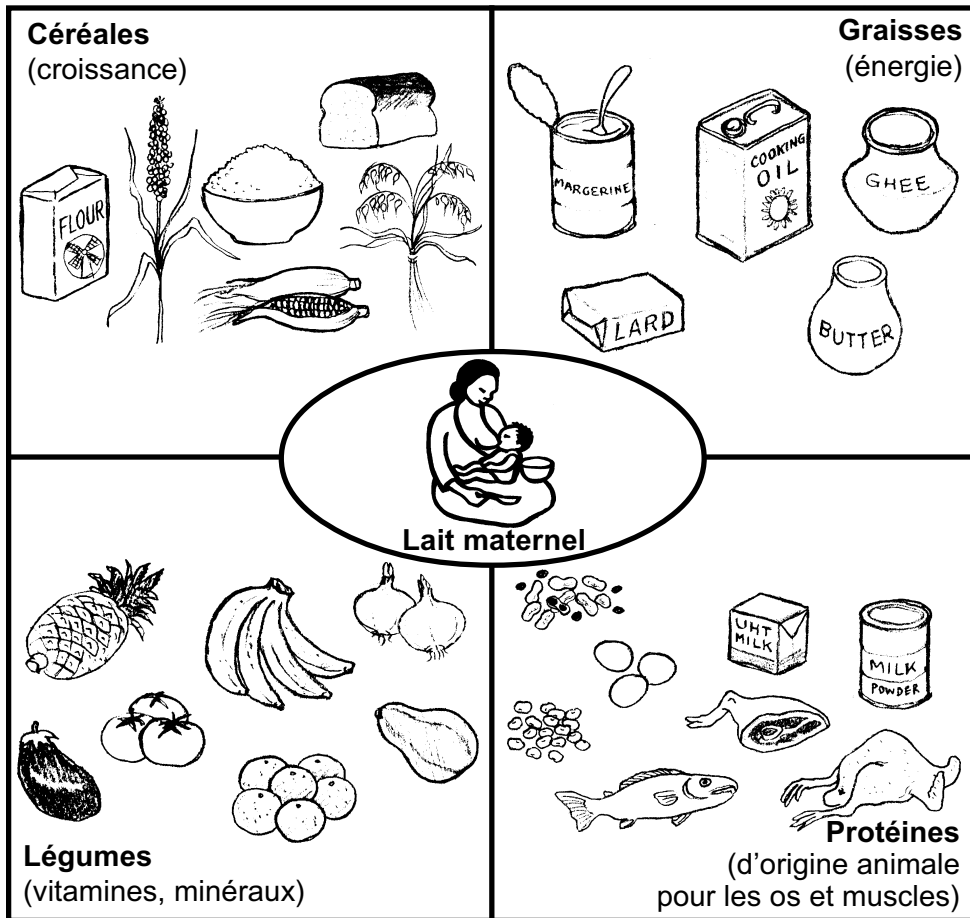 Céréales
(croissance)
FLOUR
Graisses
(énergie)
MARGERINE
COOKING
OIL
GHEE
LARD
BUTTER
Lait maternel
Légumes
(vitamines, minéraux)
UHT
MILK
MILK
POWDER
Protéines
(d'origine animale
pour les os et muscles)